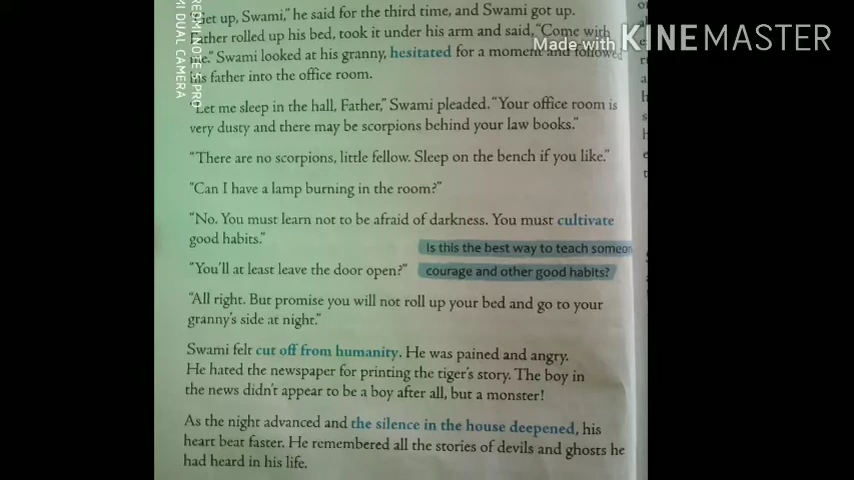 Get up, Swami," he said for the third time, and Swami got up.
Father rolled up his bed, took it under his arm and said, "Come with
me." Swami looked at his granny, hesitated for a moment and followed
his father into the office room.
"Let me sleep in the hall, Father," Swami pleaded. "Your office room is
very dusty and there may be scorpions behind your law books."
"There are no scorpions, little fellow. Sleep on the bench if you like."
"Can I have a lamp burning in the room?"
"No. You must learn not to be afraid of darkness. You must cultivate
good habits."
Is this the best way to teach
"You'll at least leave the door open?"
courage and other good habits?
"All right. But promise you will not roll up your bed and go to your
granny's side at night."
Swami felt cut off from humanity. He was pained and angry.
He hated the newspaper for printing the tiger's story. The boy in
the news didn't appear to be a boy after all, but a monster!
As the night advanced and the silence in the house deepened, his
heart beat faster. He remembered all the stories of devils and ghosts he
had heard in his life.
Made with KINEMASTER
REDMI NOTE 5 PRO
MI DUAL CAMERA